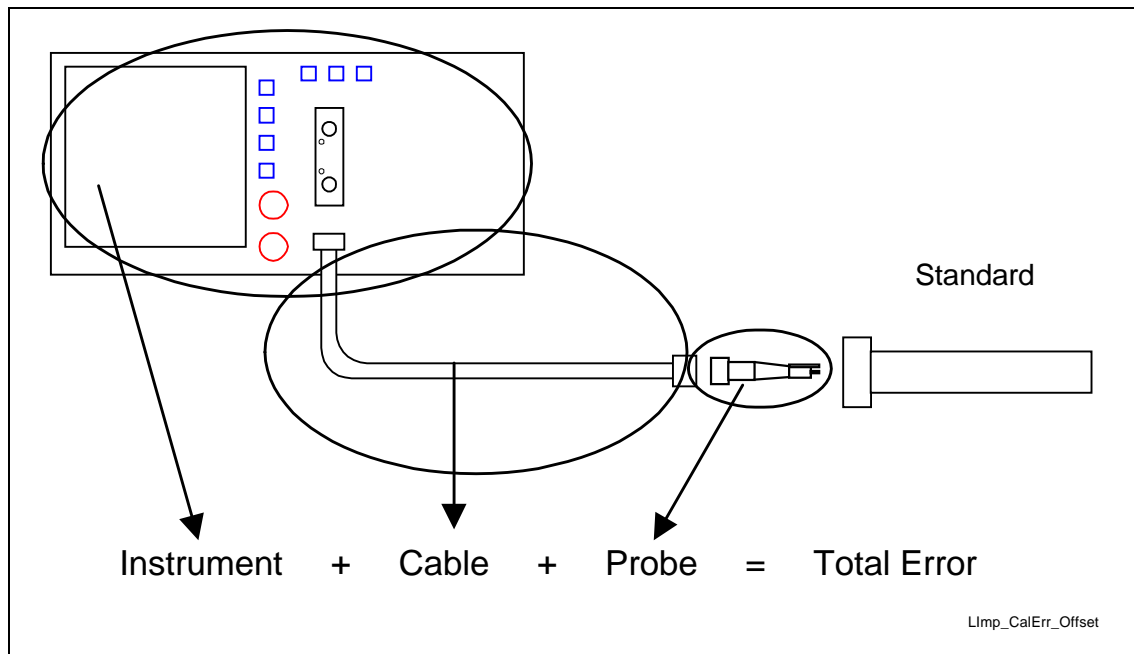 Standard
Instrument + Cable + Probe = Total Error
LImp_CalErr_Offset